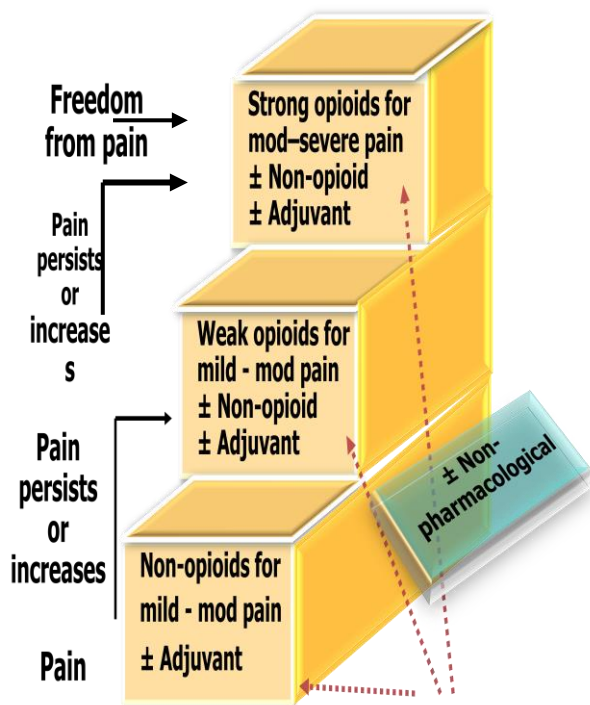 Freedom
from pain
Strong opioids for
mod–severe pain
± Non-opioid
± Adjuvant
Pain
persists
or
increase
s
Weak opioids for
mild - mod pain
± Non-opioid
± Adjuvant
± Non-
pharmacological
Pain
persists
or
increases
Non-opioids for
mild - mod pain
± Adjuvant
Pain